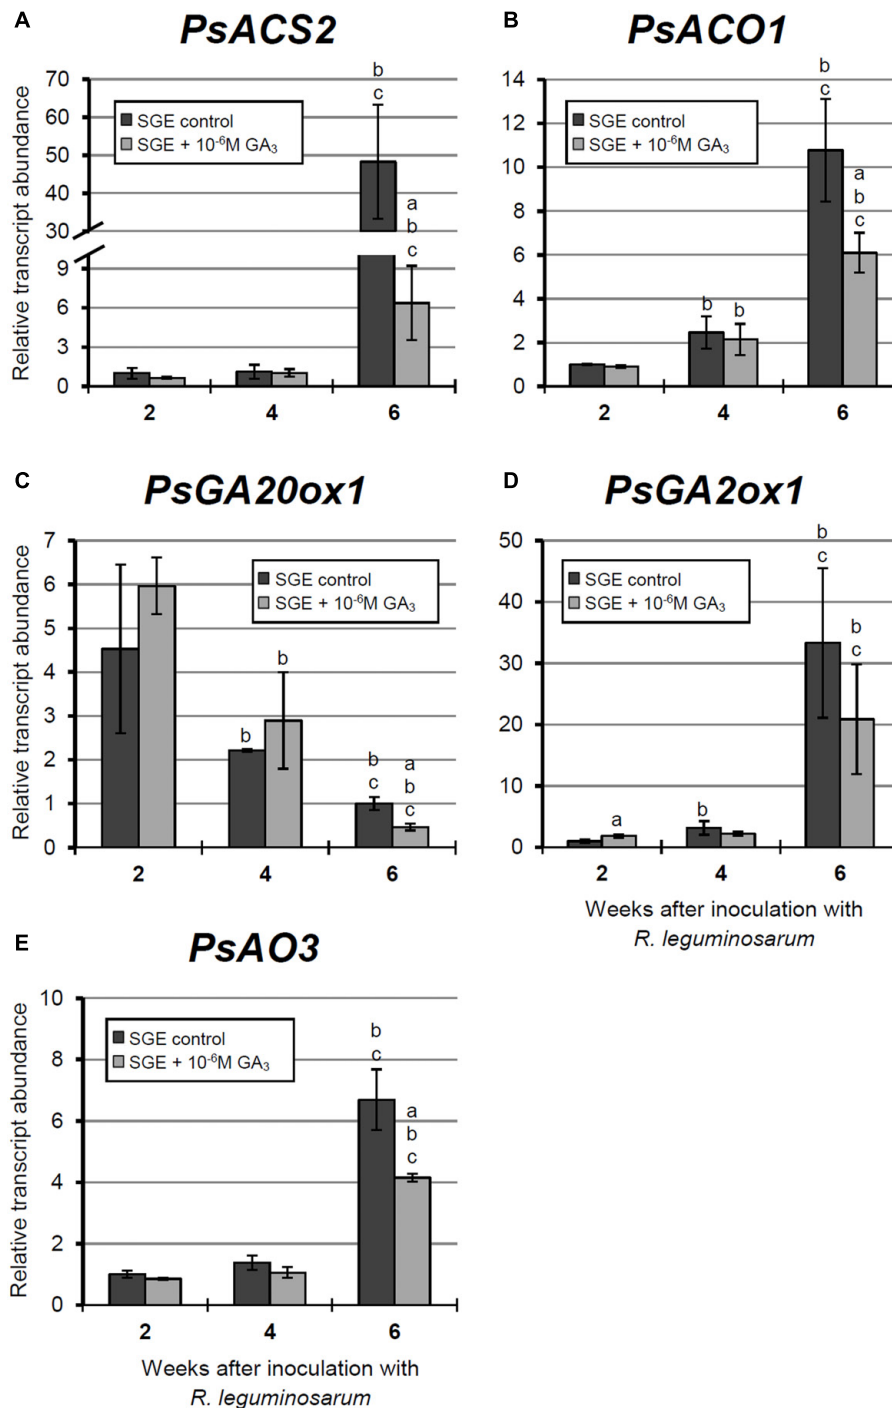 A
PsACS2
Relative transcript abundance
70
60
50
40
30
9
6
3
0
SGE control
SGE + 10⁻⁶M GA₃
b
c
a
b
c
2
4
6
B
PsACO1
14
12
10
8
6
4
2
0
SGE control
SGE + 10⁻⁶M GA₃
b
b
b
c
a
b
c
2
4
6
C
PsGA20ox1
Relative transcript abundance
7
6
5
4
3
2
1
0
SGE control
SGE + 10⁻⁶M GA₃
b
b
b
c
a
b
c
2
4
6
D
PsGA2ox1
50
40
30
20
10
0
SGE control
SGE + 10⁻⁶M GA₃
a
b
b
c
b
c
2
4
6
Weeks after inoculation with
R. leguminosarum
E
PsAO3
Relative transcript abundance
10
8
6
4
2
0
SGE control
SGE + 10⁻⁶M GA₃
b
c
a
b
c
2
4
6
Weeks after inoculation with
R. leguminosarum